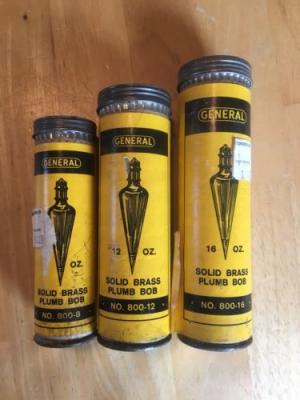 GENERAL
OZ.
SOLID BRASS
PLUMB BOB
NO. 800-8
GENERAL
12 OZ.
SOLID BRASS
PLUMB BOB
NO. 800-12
GENERAL
16 OZ.
SOLID BRASS
PLUMB BOB
NO. 800-16